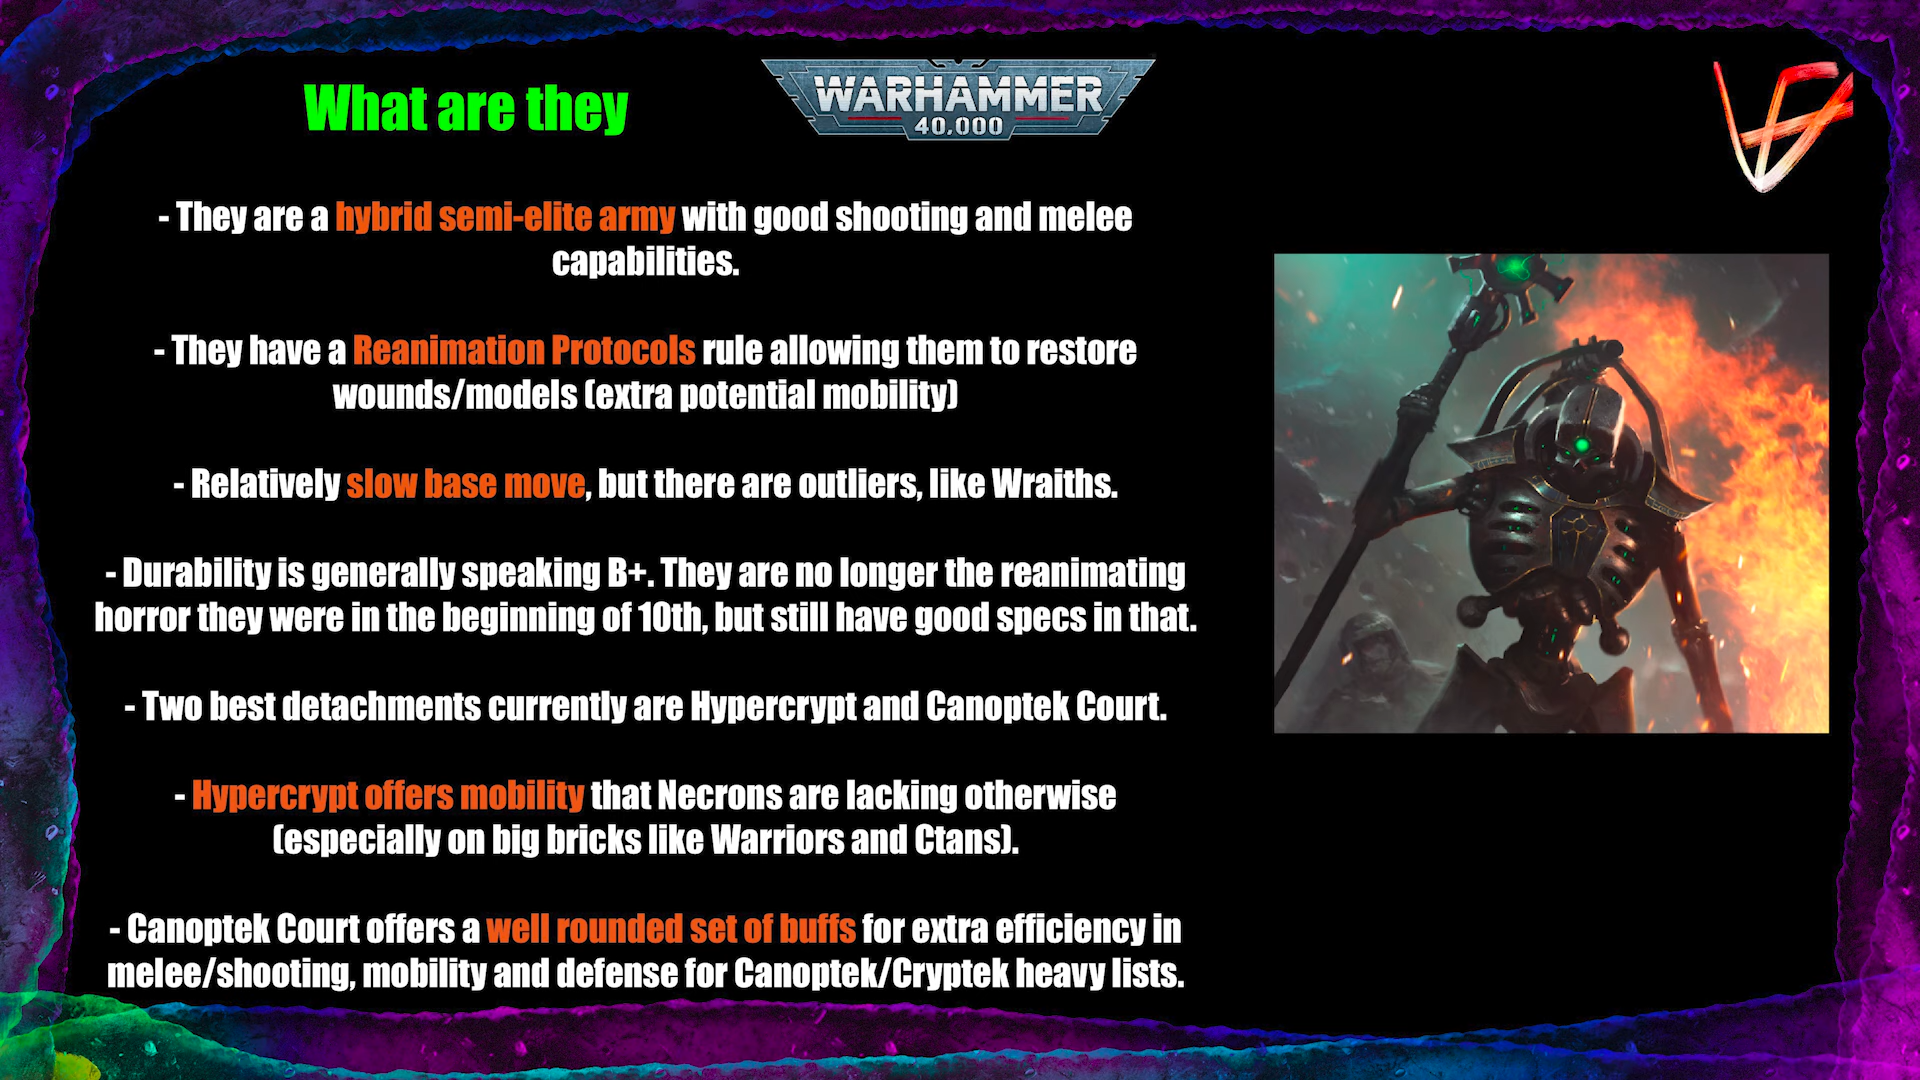 What are they
WARHAMMER
40,000
- They are a hybrid semi-elite army with good shooting and melee
capabilities.
- They have a Reanimation Protocols rule allowing them to restore
wounds/models (extra potential mobility)
- Relatively slow base move, but there are outliers, like Wraiths.
- Durability is generally speaking B+. They are no longer the reanimating
horror they were in the beginning of 10th, but still have good specs in that.
- Two best detachments currently are Hypercrypt and Canoptek Court.
- Hypercrypt offers mobility that Necrons are lacking otherwise
(especially on big bricks like Warriors and Ctans).
- Canoptek Court offers a well rounded set of buffs for extra efficiency in
melee/shooting, mobility and defense for Canoptek/Cryptek heavy lists.